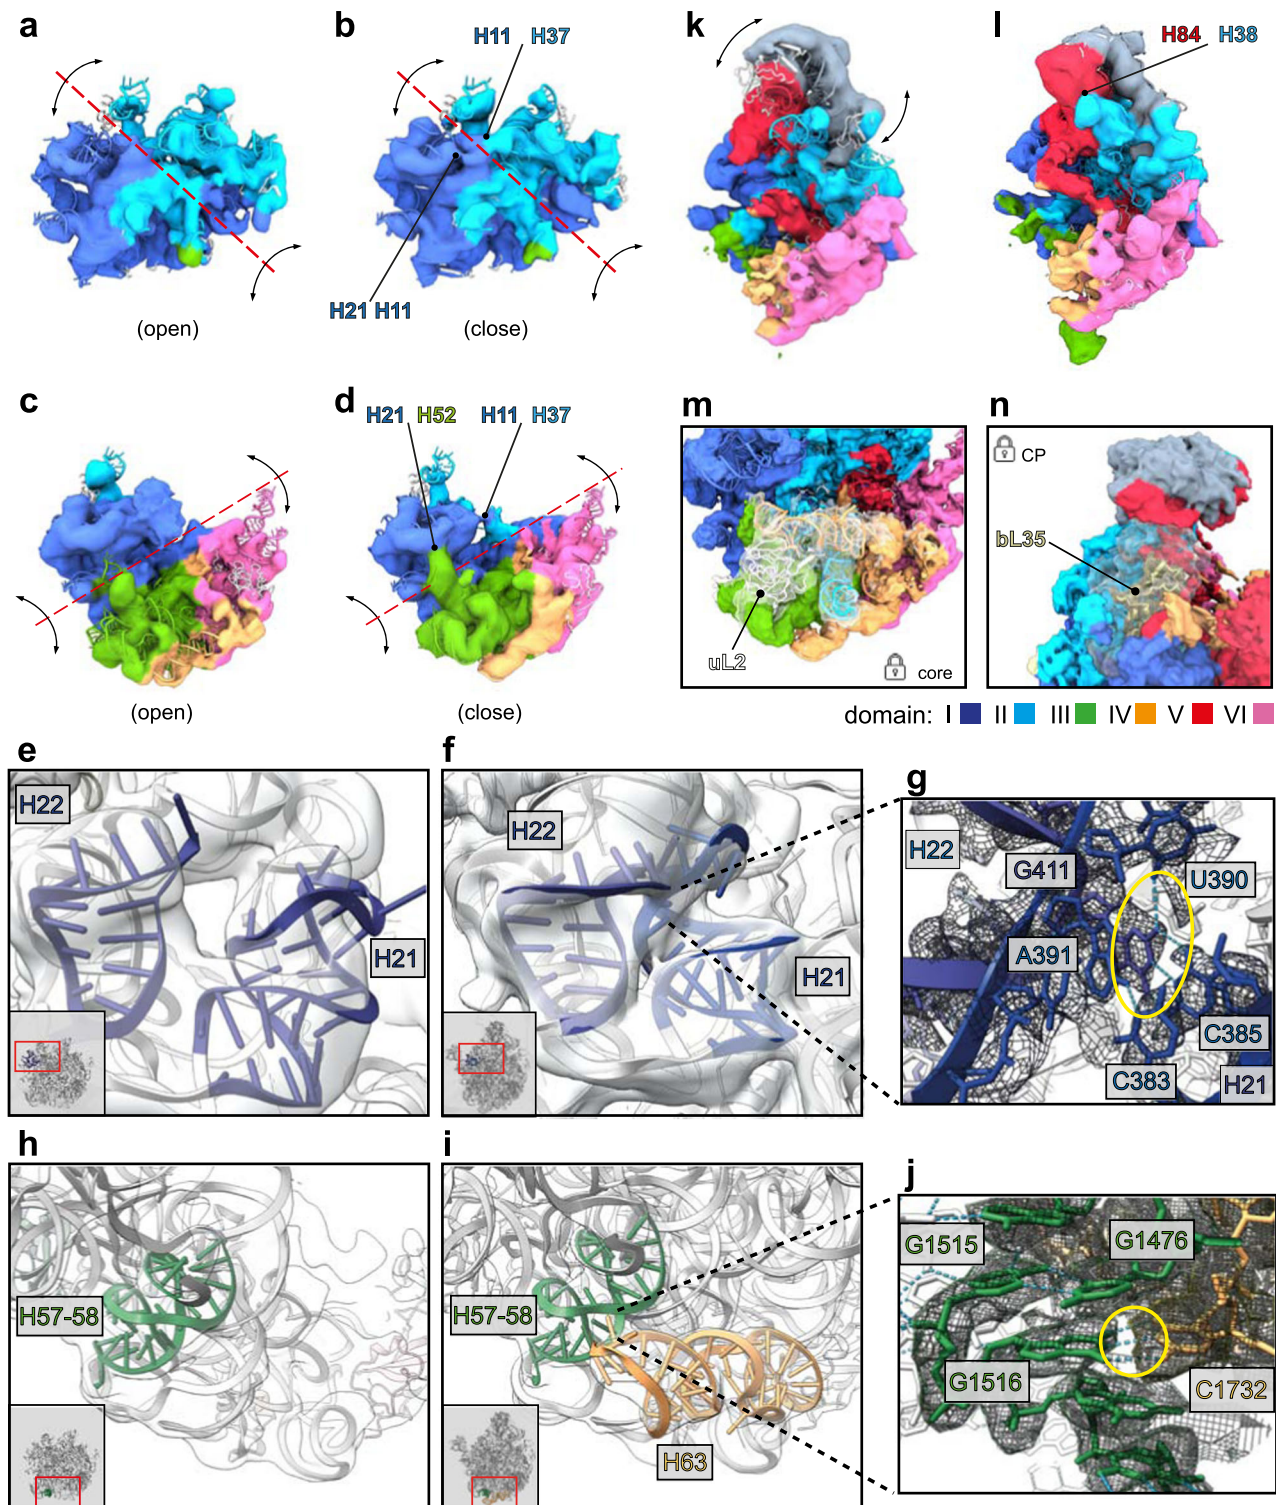 a
b
H11 H37
H21 H11
(open)
(close)
k
l
H84 H38
c
d
H21 H52
H11 H37
(open)
(close)
m
uL2
core
n
CP
bL35
domain: I II III IV V VI
e
H22
H21
f
H22
H21
g
H22
G411
U390
A391
C385
C383
H21
h
H57-58
i
H57-58
H63
j
G1515
G1476
G1516
C1732